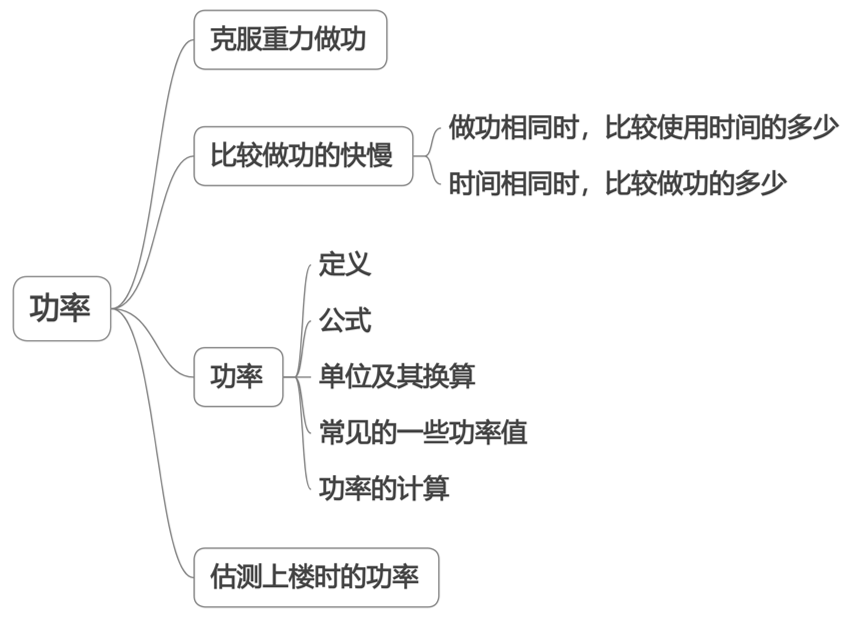 克服重力做功
比较做功的快慢
做功相同时，比较使用时间的多少
时间相同时，比较做功的多少
功率
功率
定义
公式
单位及其换算
常见的一些功率值
功率的计算
估测上楼时的功率